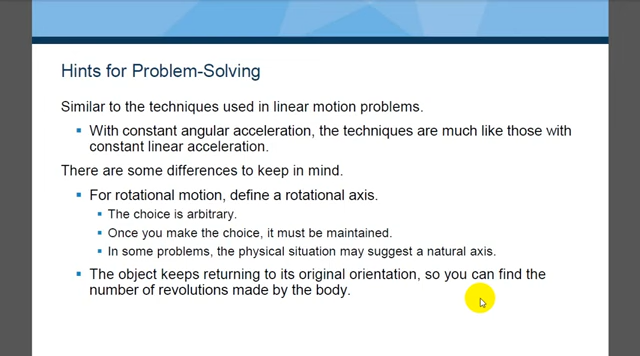 Hints for Problem-Solving
Similar to the techniques used in linear motion problems.
▪ With constant angular acceleration, the techniques are much like those with
constant linear acceleration.
There are some differences to keep in mind.
▪ For rotational motion, define a rotational axis.
▪ The choice is arbitrary.
▪ Once you make the choice, it must be maintained.
▪ In some problems, the physical situation may suggest a natural axis.
▪ The object keeps returning to its original orientation, so you can find the
number of revolutions made by the body.